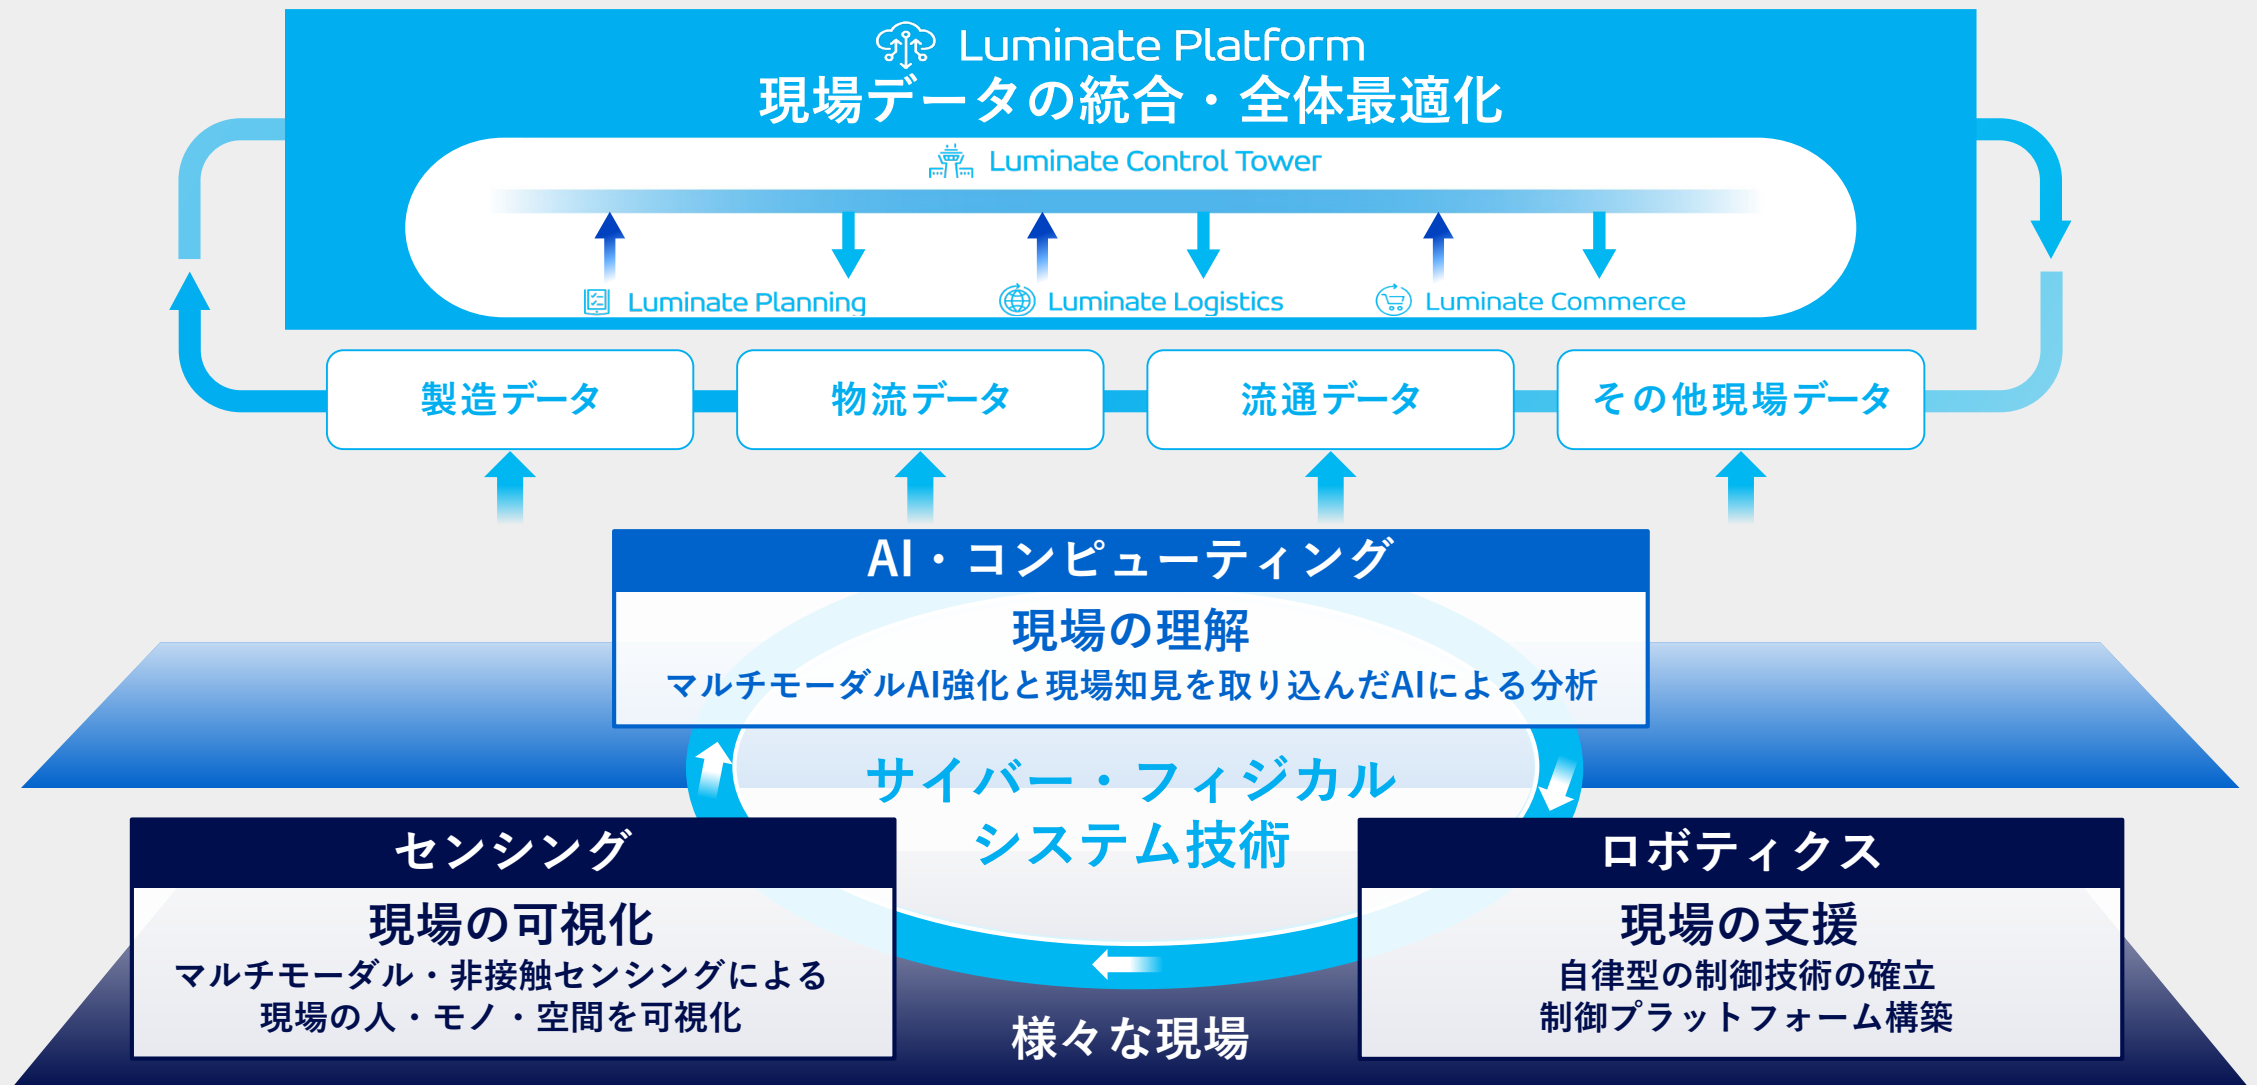 Luminate Platform
現場データの統合・全体最適化
Luminate Control Tower
Luminate Planning
Luminate Logistics
Luminate Commerce
製造データ
物流データ
流通データ
その他現場データ
AI・コンピューティング
現場の理解
マルチモーダルAI強化と現場知見を取り込んだAIによる分析
サイバー・フィジカル
システム技術
センシング
現場の可視化
マルチモーダル・非接触センシングによる
現場の人・モノ・空間を可視化
ロボティクス
現場の支援
自律型の制御技術の確立
制御プラットフォーム構築
様々な現場